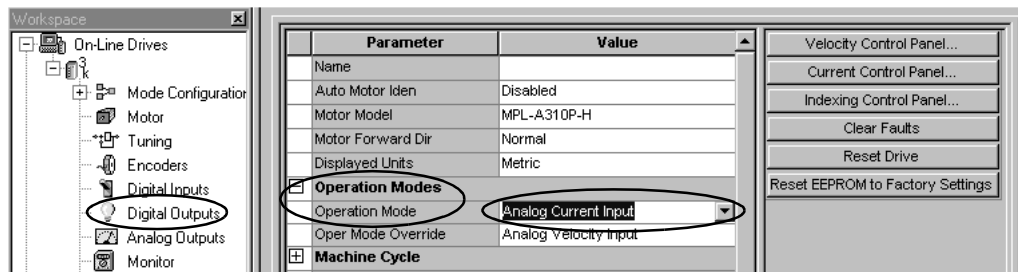 Workspace
On-Line Drives
3
k
Mode Configuration
Motor
Tuning
Encoders
Digital Inputs
Digital Outputs
Analog Outputs
Monitor
Parameter Value
Name
Auto Motor Iden Disabled
Motor Model MPL-A310P-H
Motor Forward Dir Normal
Displayed Units Metric
Operation Modes
Operation Mode Analog Current Input
Oper Mode Override Analog Velocity Input
Machine Cycle
Velocity Control Panel...
Current Control Panel...
Indexing Control Panel...
Clear Faults
Reset Drive
Reset EEPROM to Factory Settings